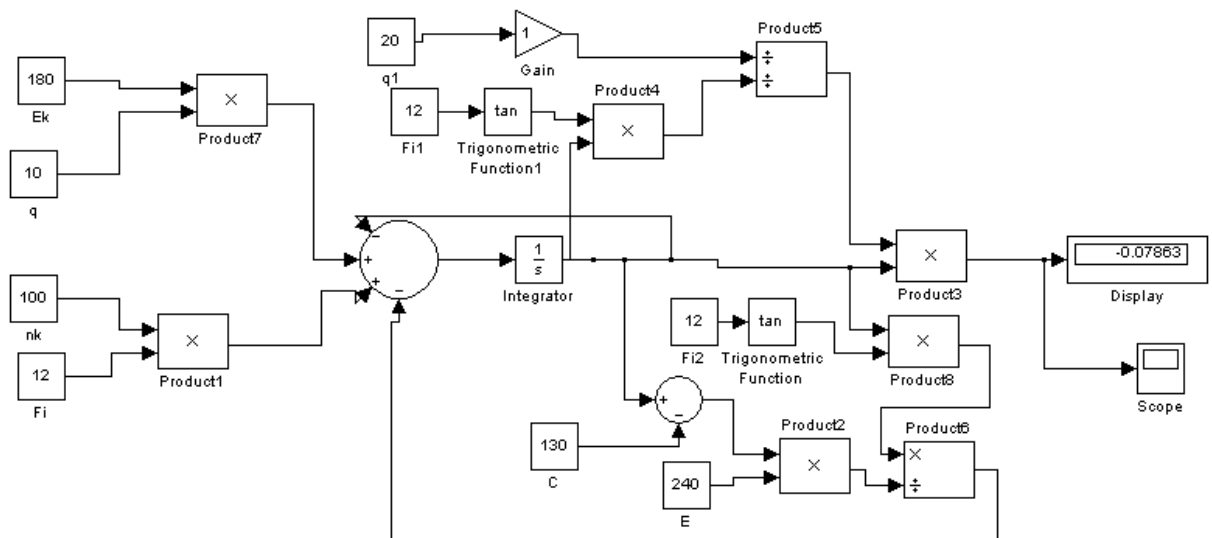 20
q1
1
Gain
Product5
÷
÷
180
Ek
×
Product7
12
Fi1
tan
Trigonometric
Function1
Product4
×
10
q
−
+
+
−
1
s
Integrator
×
Product3
-0.07863
Display
100
nk
×
Product1
12
Fi
12
Fi2
tan
Trigonometric
Function
×
Product8
Scope
+
−
130
C
240
E
Product2
×
Product6
×
÷